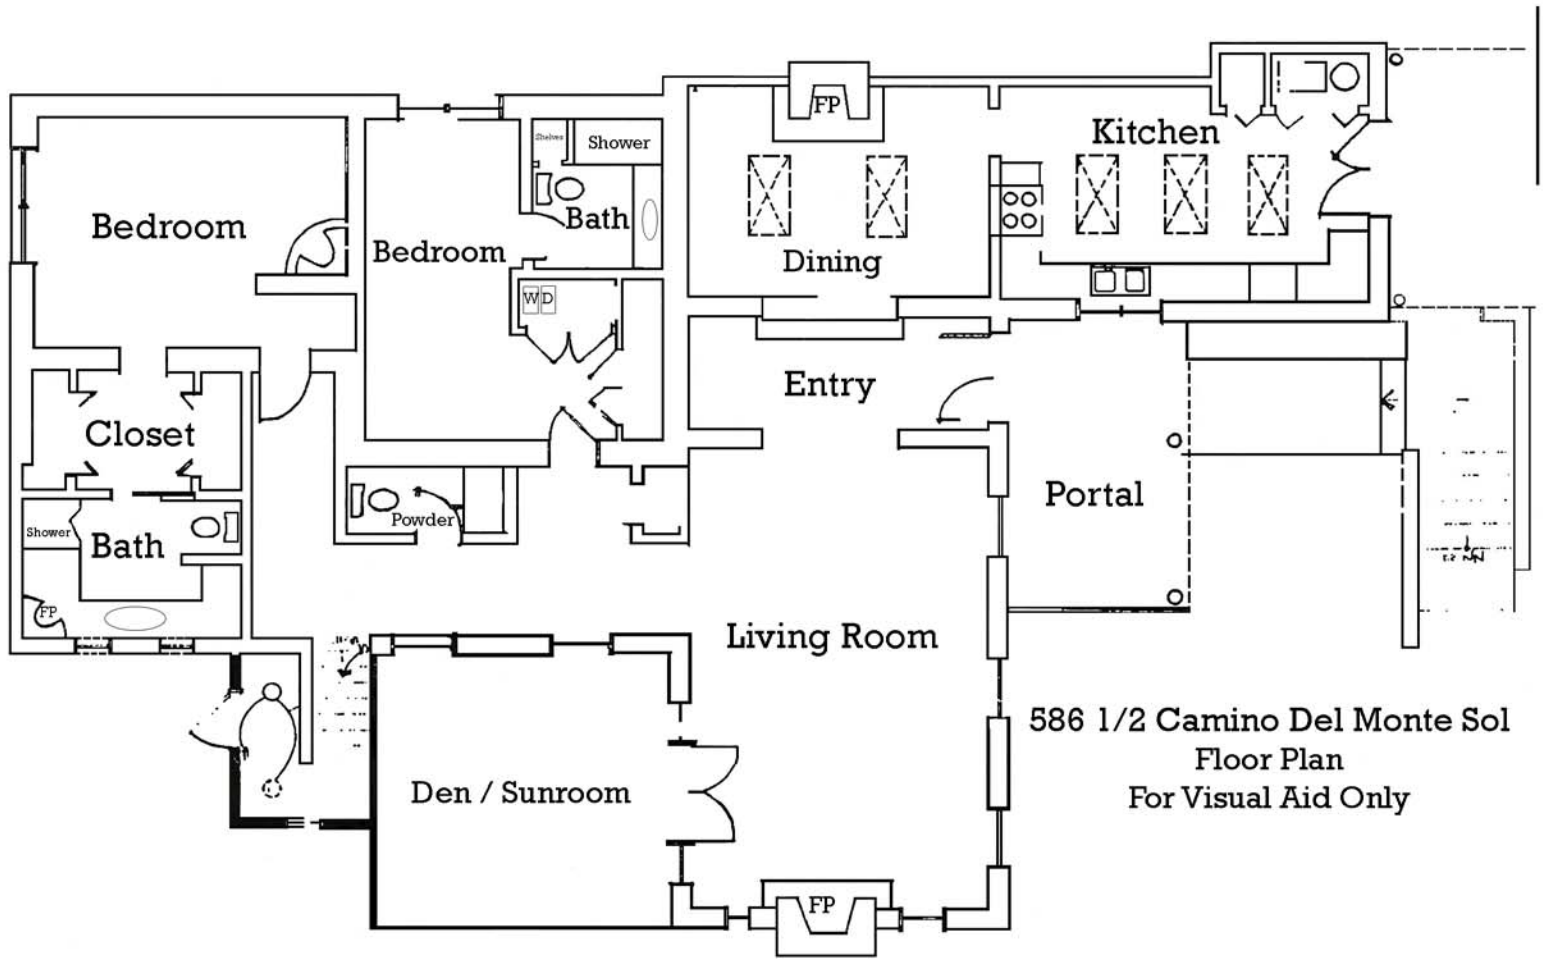 FP
Kitchen
Shelves
Shower
Bedroom
Bath
Bedroom
Dining
W D
Entry
Closet
Portal
Powder
Shower
Bath
FP
Living Room
586 1/2 Camino Del Monte Sol
Floor Plan
For Visual Aid Only
Den / Sunroom
FP